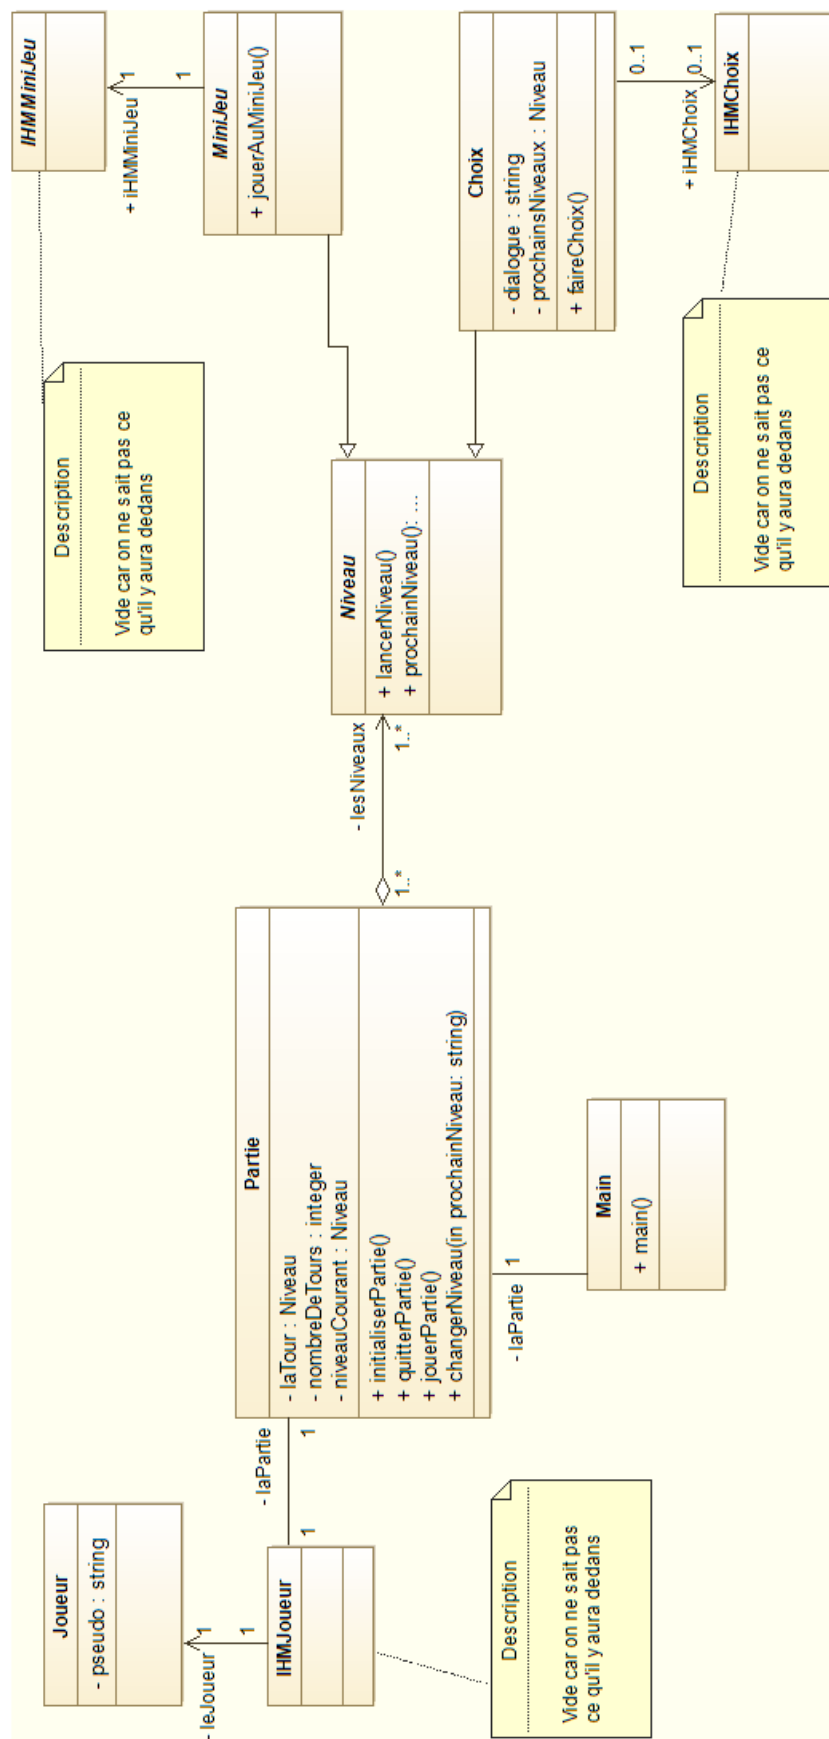 Joueur
- pseudo : string
- leJoueur
1
1
IHMJoueur
Description
Vide car on ne sait pas
ce qu'il y aura dedans
- laPartie
1
1
Partie
- laTour : Niveau
- nombreDeTours : integer
- niveauCourant : Niveau
+ initialiserPartie()
+ quitterPartie()
+ jouerPartie()
+ changerNiveau(in prochainNiveau: string)
- laPartie
1
Main
+ main()
1..*
- lesNiveaux
1..*
Niveau
+ lancerNiveau()
+ prochainNiveau(): ...
Description
Vide car on ne sait pas ce
qu'il y aura dedans
IHMMiniJeu
+ iHMMiniJeu
1
1
MiniJeu
+ jouerAuMiniJeu()
Choix
- dialogue : string
- prochainsNiveaux : Niveau
+ faireChoix()
0..1
+ iHMChoix
0..1
IHMChoix
Description
Vide car on ne sait pas ce
qu'il y aura dedans